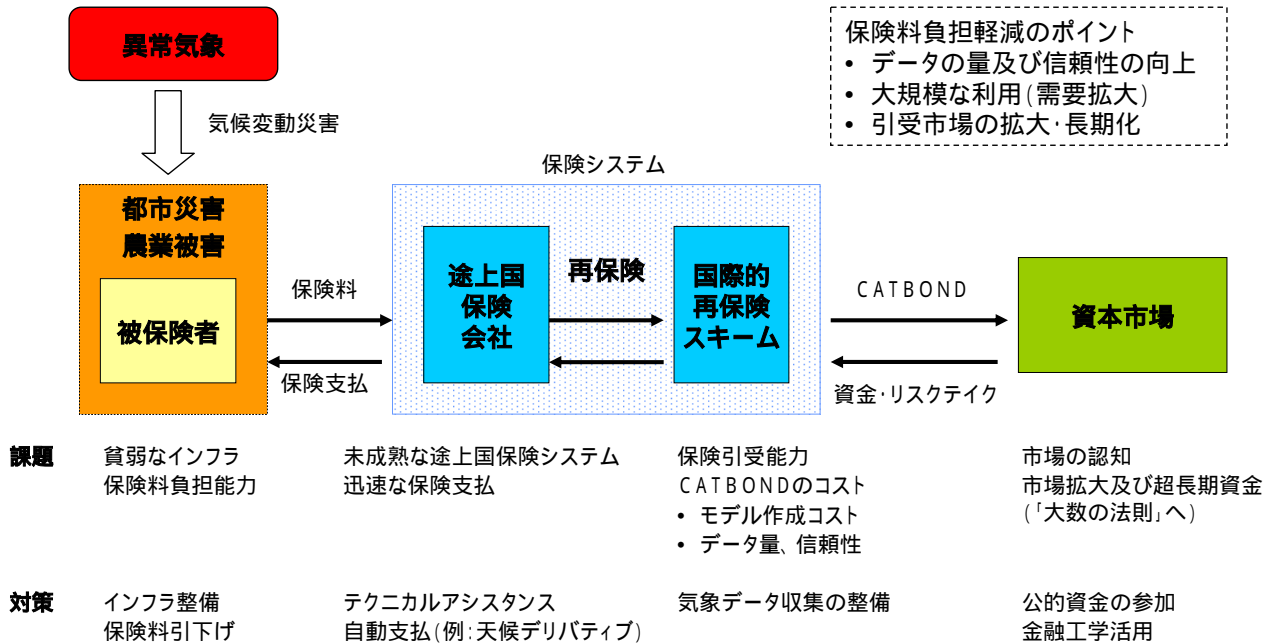 異常気象
保険料負担軽減のポイント
• データの量及び信頼性の向上
• 大規模な利用(需要拡大)
• 引受市場の拡大・長期化
気候変動災害
保険システム
都市災害
農業被害
被保険者
保険料
保険支払
途上国
保険
会社
再保険
国際的
再保険
スキーム
CATBOND
資金・リスクテイク
資本市場
課題
貧弱なインフラ
保険料負担能力
未成熟な途上国保険システム
迅速な保険支払
保険引受能力
CATBONDのコスト
• モデル作成コスト
• データ量、信頼性
市場の認知
市場拡大及び超長期資金
(「大数の法則」へ)
対策
インフラ整備
保険料引下げ
テクニカルアシスタンス
自動支払(例:天候デリバティブ)
気象データ収集の整備
公的資金の参加
金融工学活用